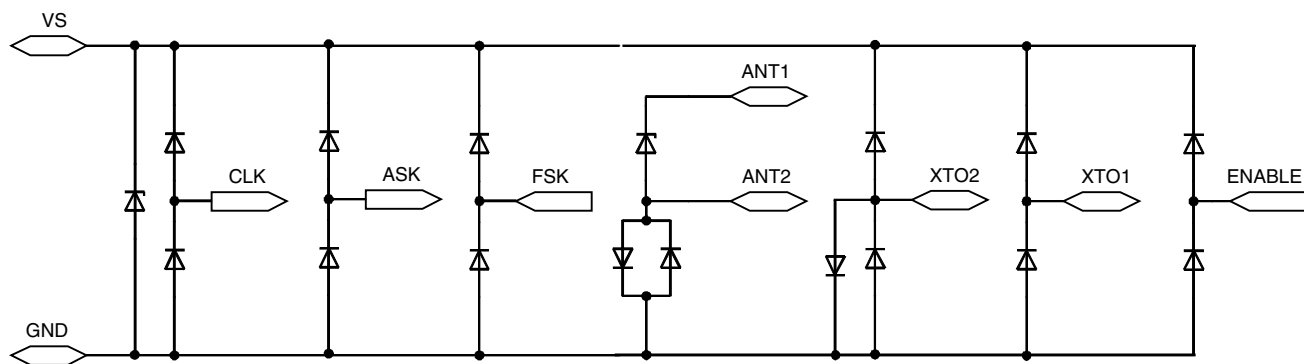 VS
ANT1
CLK
ASK
FSK
ANT2
XTO2
XTO1
ENABLE
GND